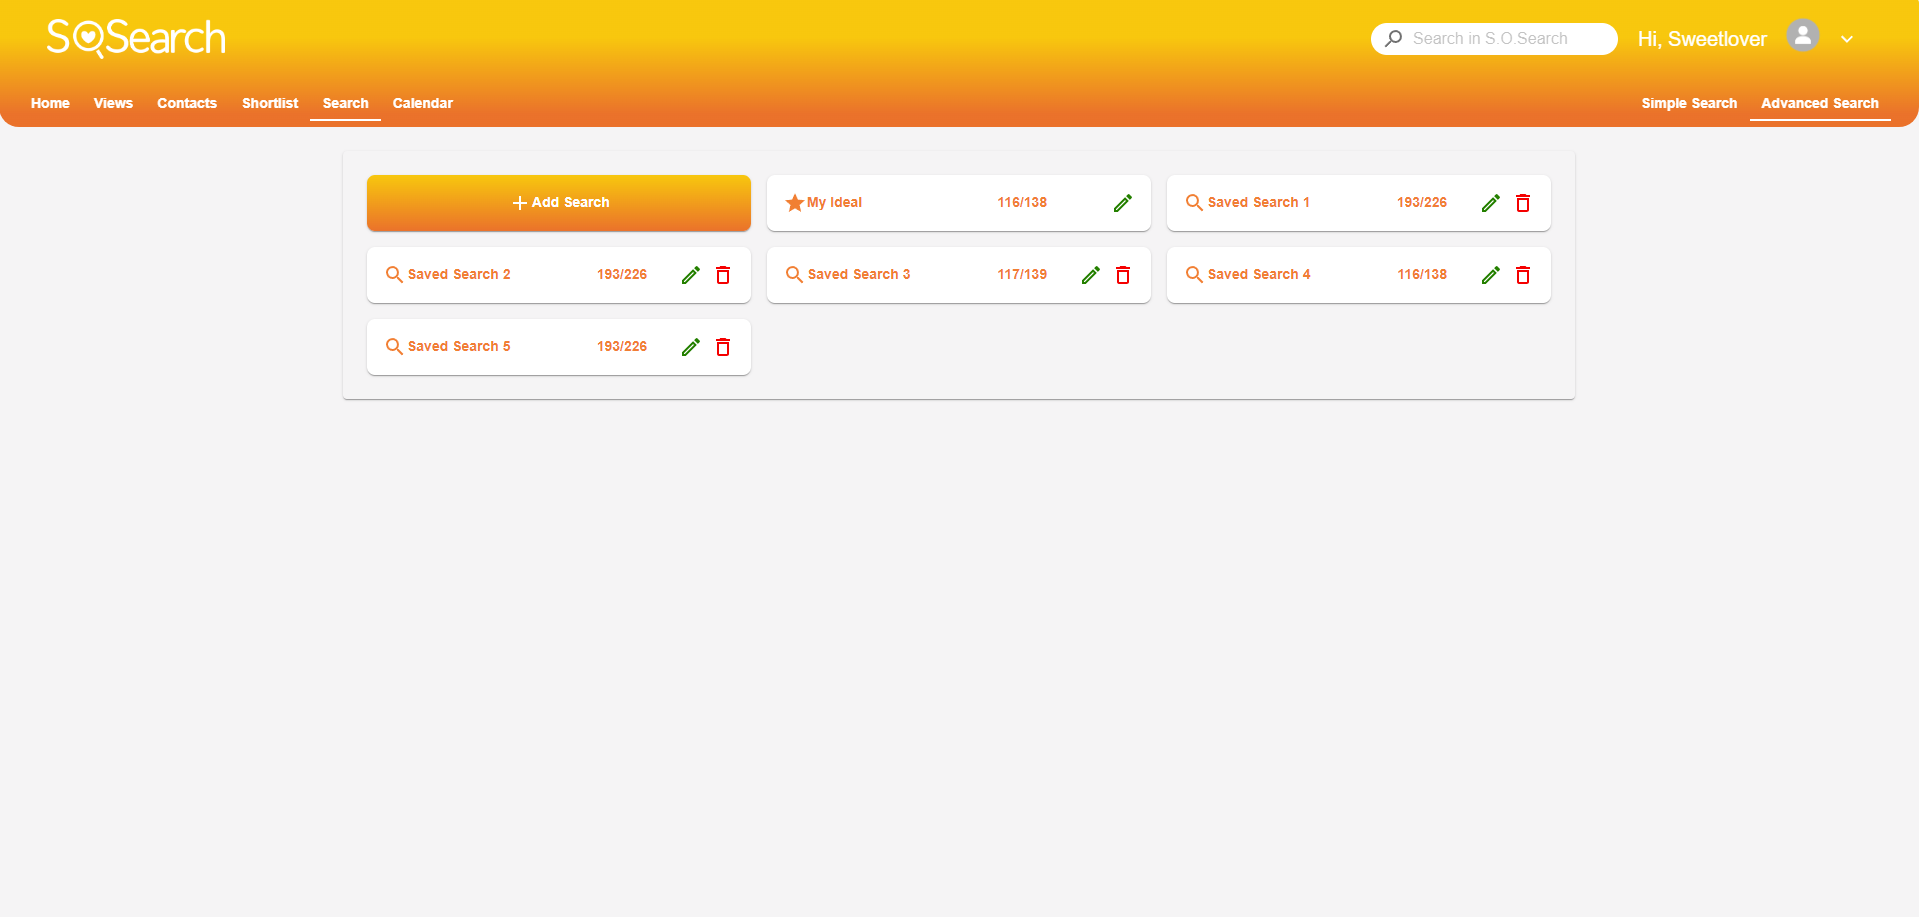 SOSearch
Search in S.O.Search
Hi, Sweetlover
Home Views Contacts Shortlist Search Calendar
Simple Search Advanced Search
Add Search
My Ideal 116/138
Saved Search 1 193/226
Saved Search 2 193/226
Saved Search 3 117/139
Saved Search 4 116/138
Saved Search 5 193/226